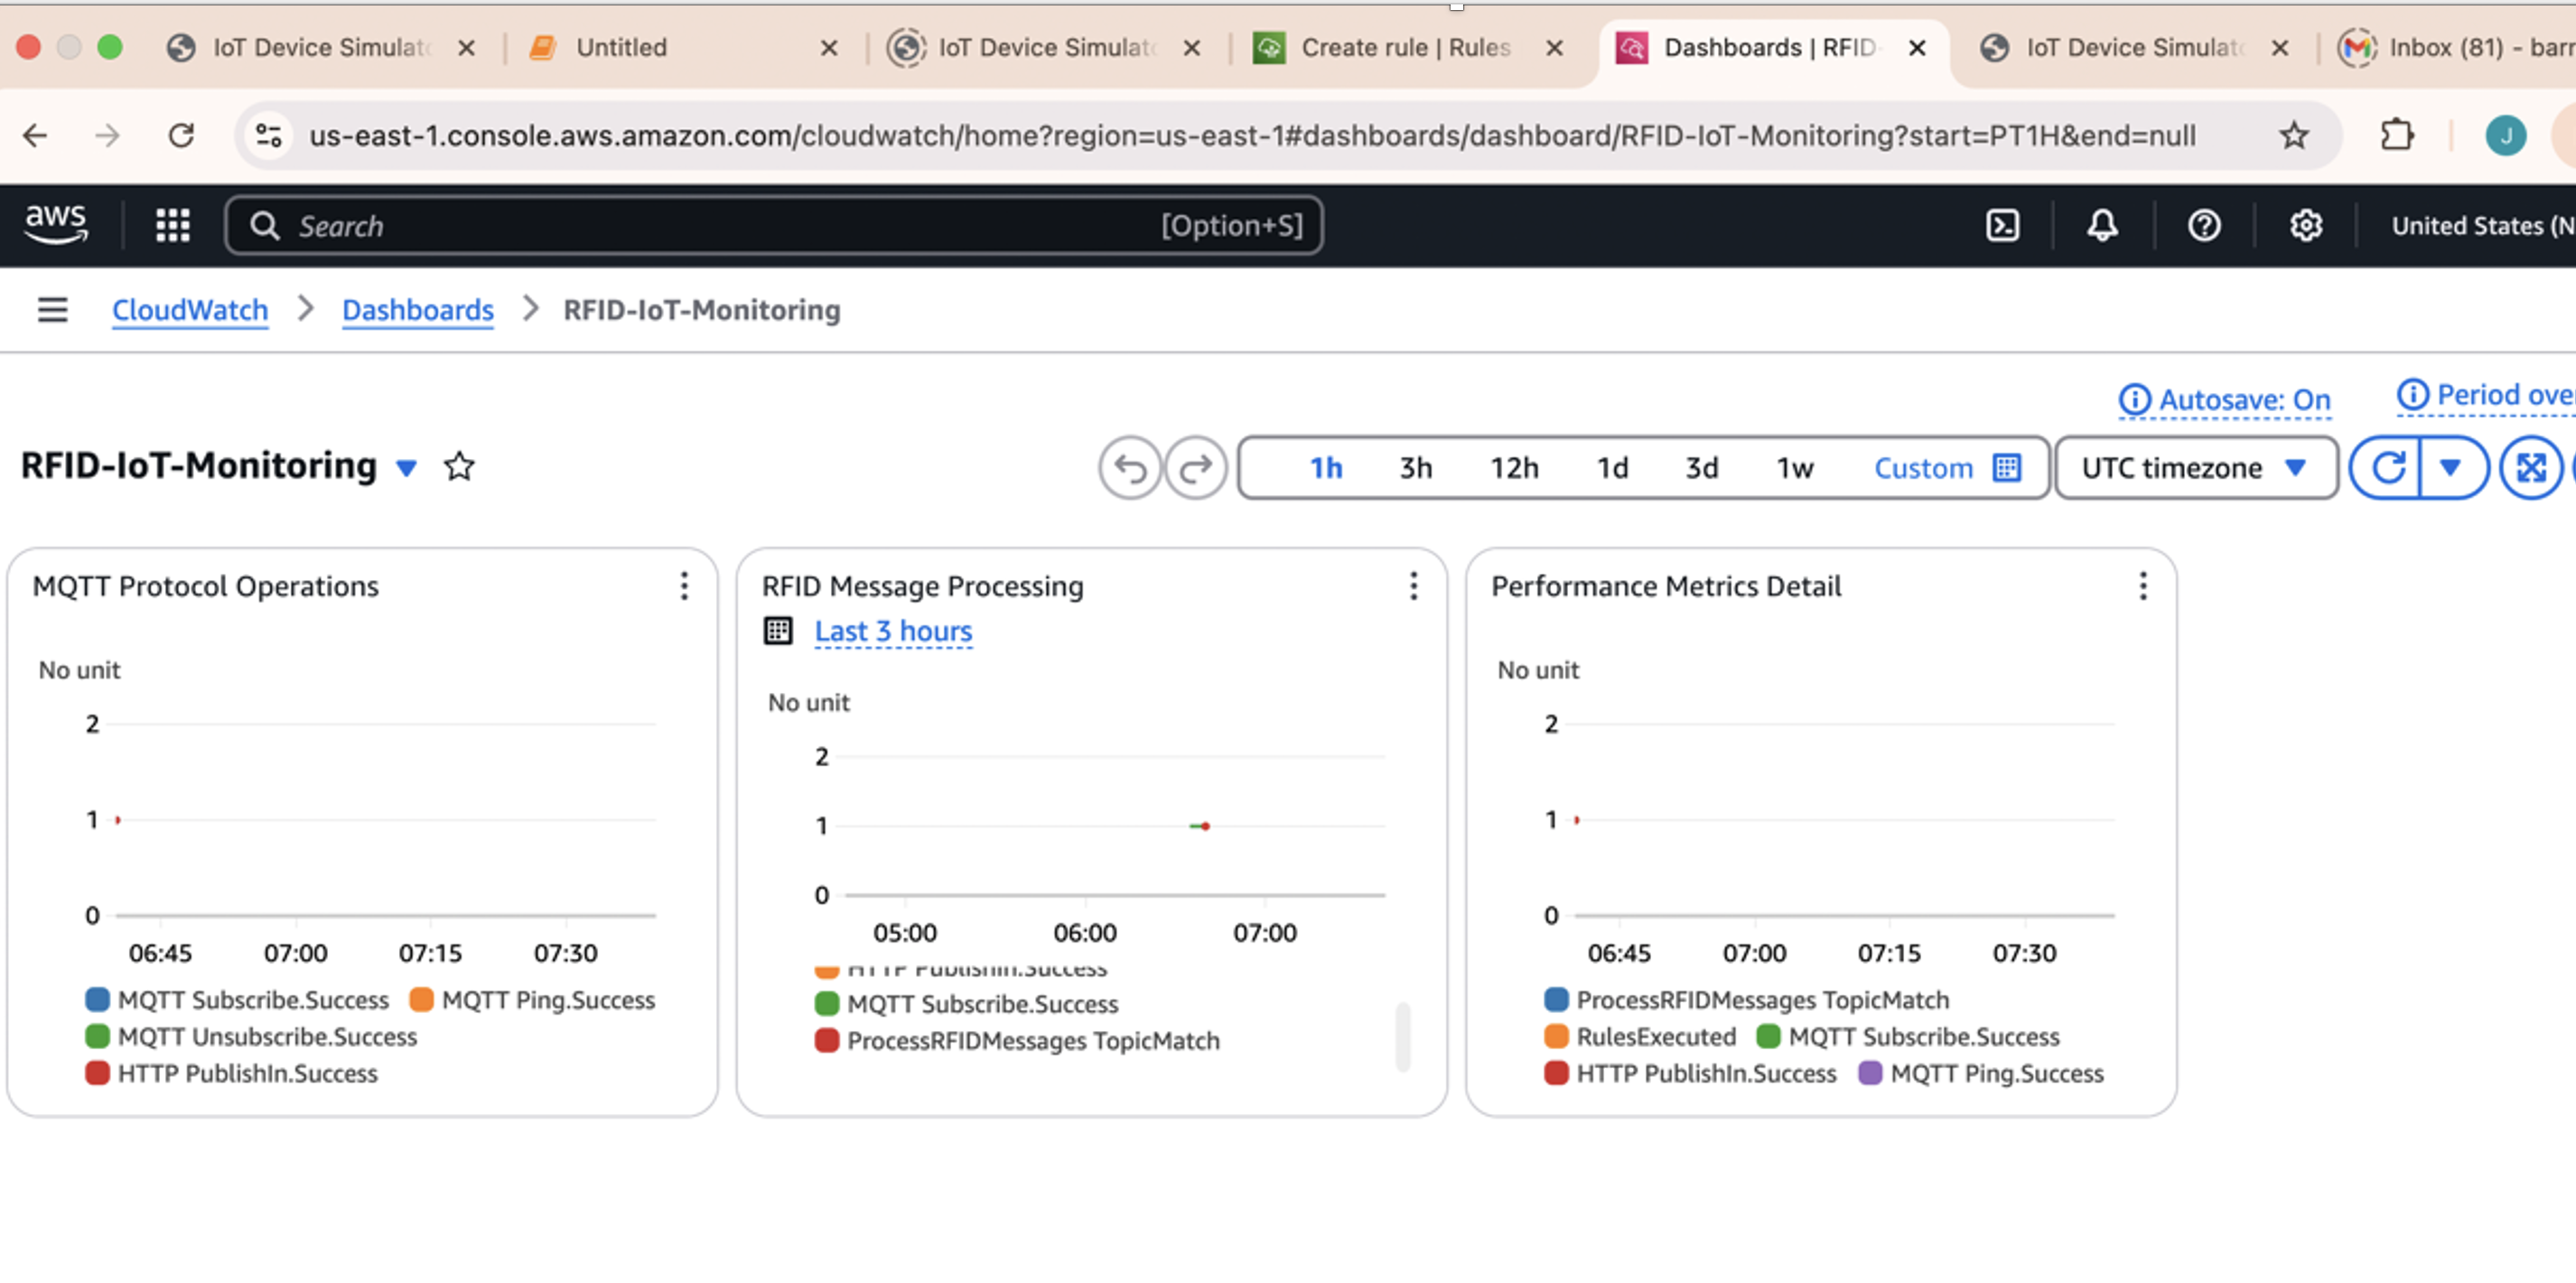 IoT Device Simulat
Untitled
IoT Device Simulat
Create rule | Rules
Dashboards | RFID-
IoT Device Simulat
Inbox (81) - barr
us-east-1.console.aws.amazon.com/cloudwatch/home?region=us-east-1#dashboards/dashboard/RFID-IoT-Monitoring?start=PT1H&end=null
J
aws
Search
[Option+S]
United States (N
CloudWatch
Dashboards
RFID-IoT-Monitoring
Autosave: On
Period ove
RFID-IoT-Monitoring
1h 3h 12h 1d 3d 1w Custom
UTC timezone
MQTT Protocol Operations
No unit
2
1
0
06:45 07:00 07:15 07:30
MQTT Subscribe.Success MQTT Ping.Success
MQTT Unsubscribe.Success
HTTP PublishIn.Success
RFID Message Processing
Last 3 hours
No unit
2
1
0
05:00 06:00 07:00
HTTP PublishIn.Success
MQTT Subscribe.Success
ProcessRFIDMessages TopicMatch
Performance Metrics Detail
No unit
2
1
0
06:45 07:00 07:15 07:30
ProcessRFIDMessages TopicMatch
RulesExecuted MQTT Subscribe.Success
HTTP PublishIn.Success MQTT Ping.Success